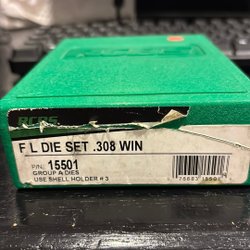 RCBS
F L DIE SET .308 WIN
P/N: 15501
GROUP A DIES
USE SHELL HOLDER # 3